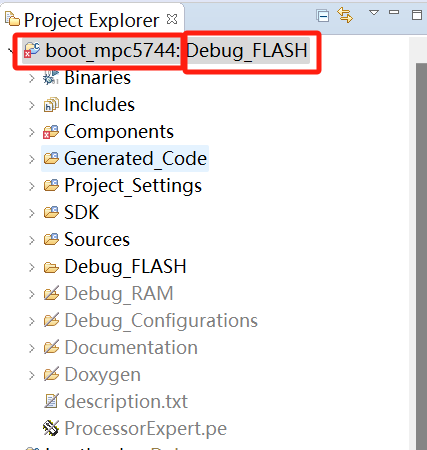 Project Explorer
boot_mpc5744: Debug_FLASH
Binaries
Includes
Components
Generated_Code
Project_Settings
SDK
Sources
Debug_FLASH
Debug_RAM
Debug_Configurations
Documentation
Doxygen
description.txt
ProcessorExpert.pe